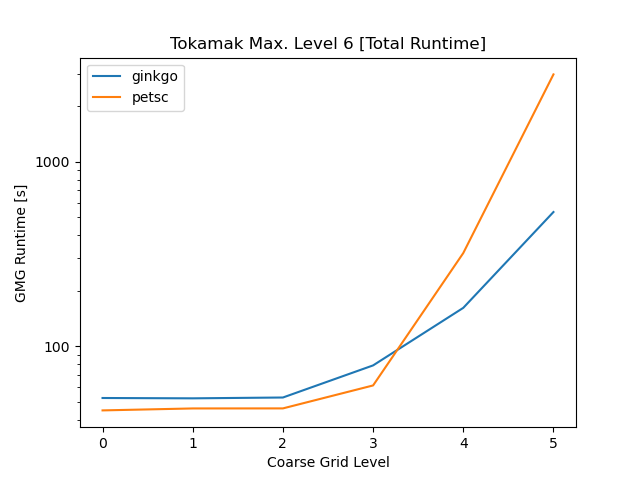 Tokamak Max. Level 6 [Total Runtime]
ginkgo
petsc
1000
100
GMG Runtime [s]
0 1 2 3 4 5
Coarse Grid Level